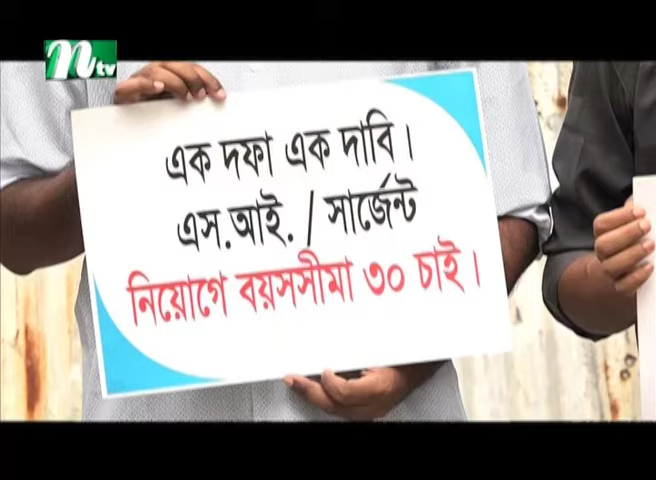 ntv
এক দফা এক দাবি।
এস.আই. / সার্জেন্ট
নিয়োগে বয়সসীমা ৩০ চাই।